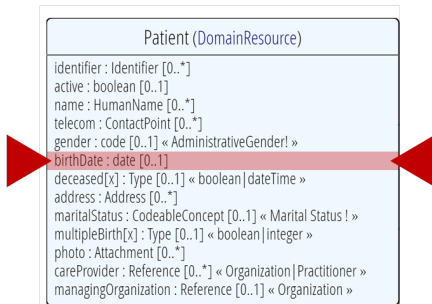 Patient (DomainResource)
identifier : Identifier [0..*]
active : boolean [0..1]
name : HumanName [0..*]
telecom : ContactPoint [0..*]
gender : code [0..1] « AdministrativeGender! »
birthDate : date [0..1]
deceased[x] : Type [0..1] « boolean|dateTime »
address : Address [0..*]
maritalStatus : CodeableConcept [0..1] « Marital Status ! »
multipleBirth[x] : Type [0..1] « boolean|integer »
photo : Attachment [0..*]
careProvider : Reference [0..*] « Organization|Practitioner »
managingOrganization : Reference [0..1] « Organization »